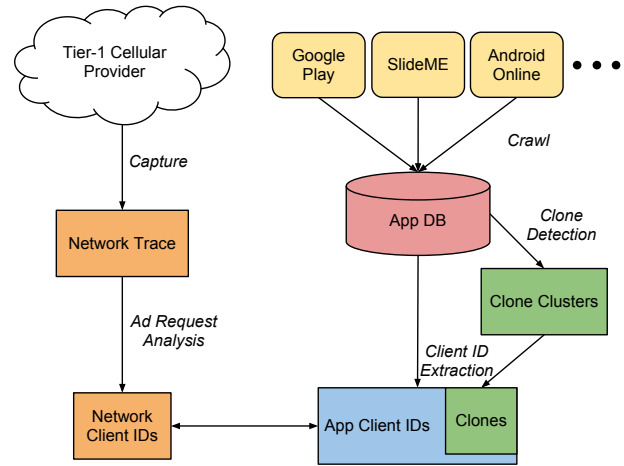 Tier-1 Cellular
Provider
Google
Play
SlideME
Android
Online
Crawl
Capture
App DB
Network Trace
Clone
Detection
Clone Clusters
Ad Request
Analysis
Client ID
Extraction
Network
Client IDs
App Client IDs
Clones